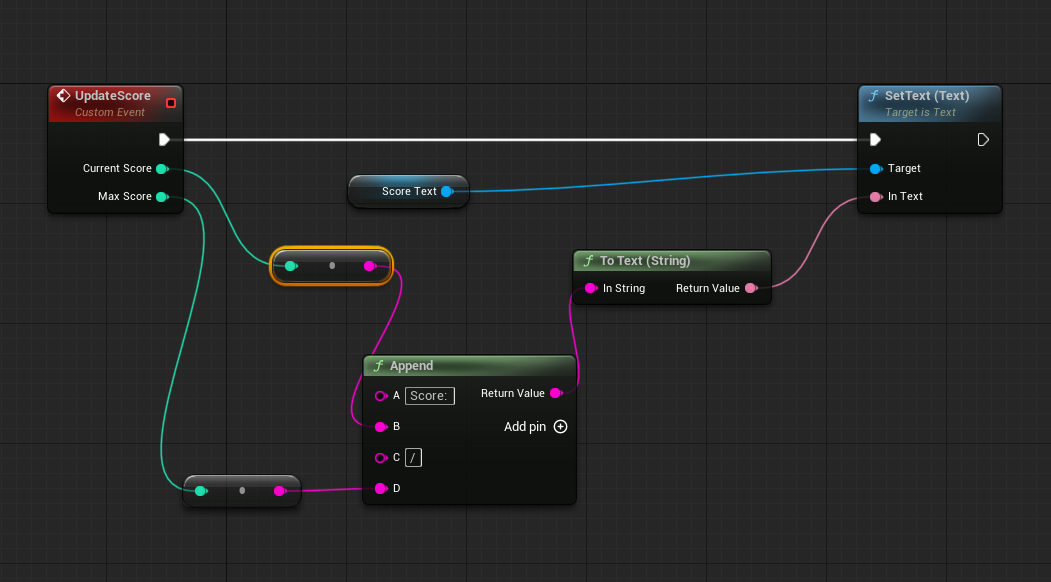 UpdateScore
Custom Event
Current Score
Max Score
Score Text
SetText (Text)
Target is Text
Target
In Text
To Text (String)
In String
Return Value
Append
A Score:
Return Value
B
Add pin
C /
D